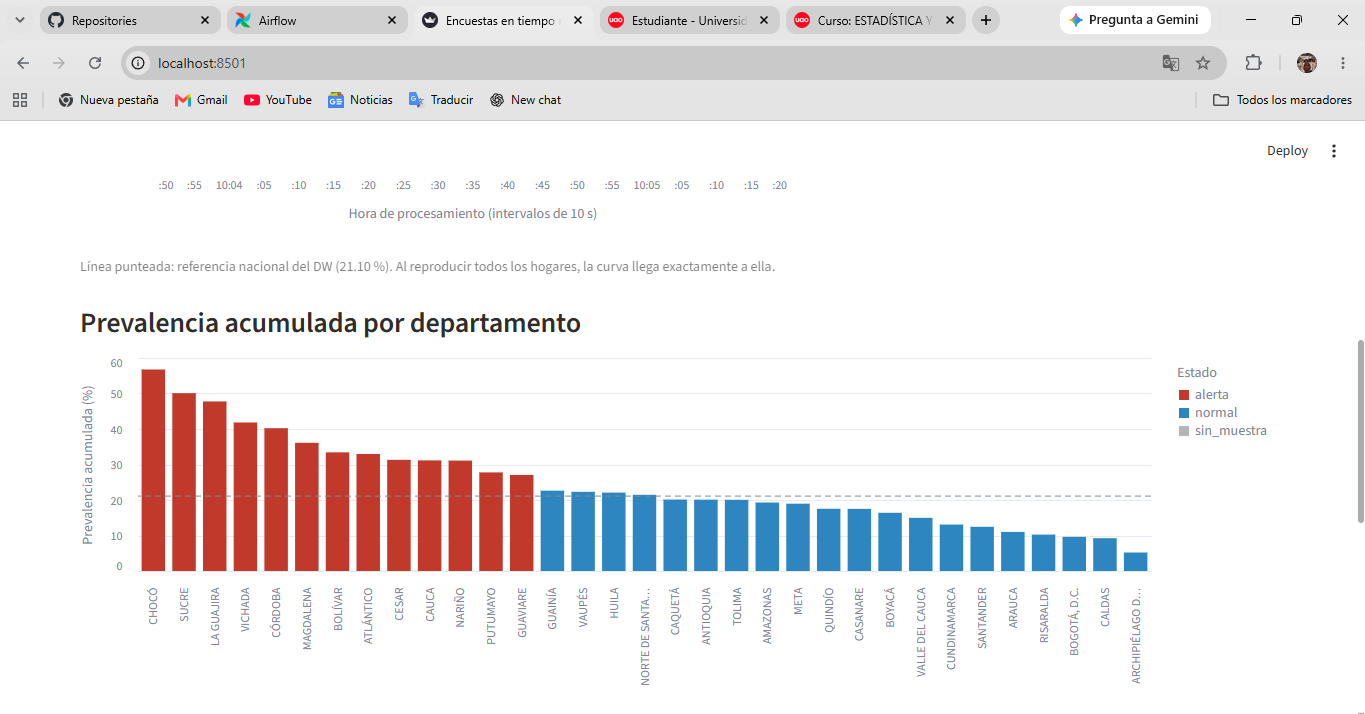 Repositories
Airflow
Encuestas en tiempo
Estudiante - Universid
Curso: ESTADÍSTICA Y
Pregunta a Gemini
localhost:8501
Nueva pestaña
Gmail
YouTube
Noticias
Traducir
New chat
Todos los marcadores
Deploy
:50 :55 10:04 :05 :10 :15 :20 :25 :30 :35 :40 :45 :50 :55 10:05 :05 :10 :15 :20
Hora de procesamiento (intervalos de 10 s)
Línea punteada: referencia nacional del DW (21.10 %). Al reproducir todos los hogares, la curva llega exactamente a ella.
Prevalencia acumulada por departamento
Prevalencia acumulada (%)
60
50
40
30
20
10
0
Estado
alerta
normal
sin_muestra
CHOCÓ
SUCRE
LA GUAJIRA
VICHADA
CÓRDOBA
MAGDALENA
BOLÍVAR
ATLÁNTICO
CESAR
CAUCA
NARIÑO
PUTUMAYO
GUAVIARE
GUAINÍA
VAUPÉS
HUILA
NORTE DE SANTA…
CAQUETÁ
ANTIOQUIA
TOLIMA
AMAZONAS
META
QUINDÍO
CASANARE
BOYACÁ
VALLE DEL CAUCA
CUNDINAMARCA
SANTANDER
ARAUCA
RISARALDA
BOGOTÁ, D.C.
CALDAS
ARCHIPIÉLAGO D…